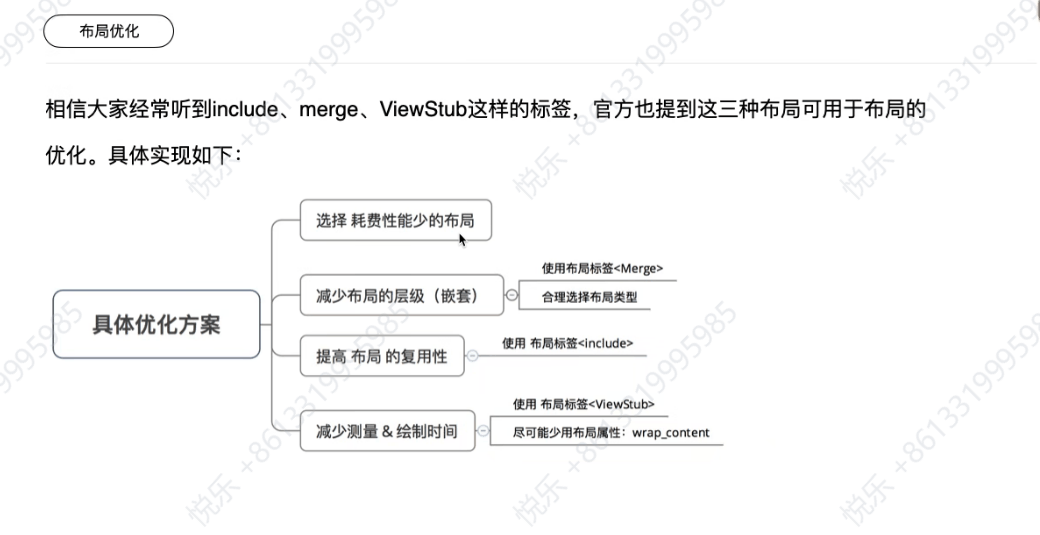 布局优化
相信大家经常听到include、merge、ViewStub这样的标签，官方也提到这三种布局可用于布局的
优化。具体实现如下：
选择 耗费性能少的布局
使用布局标签<Merge>
减少布局的层级（嵌套）
合理选择布局类型
具体优化方案
使用 布局标签<include>
提高 布局 的复用性
使用 布局标签<ViewStub>
减少测量 & 绘制时间
尽可能少用布局属性：wrap_content
悦乐 +8613319995985